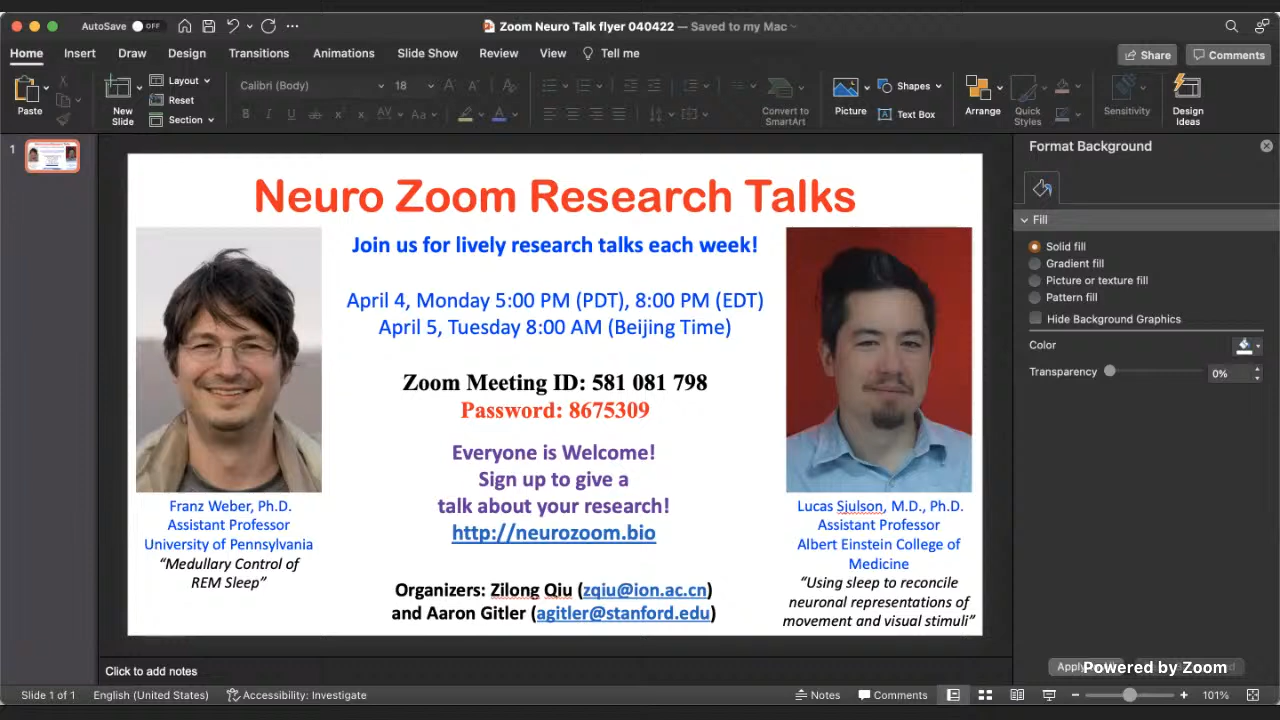 AutoSave OFF
Zoom Neuro Talk flyer 040422 — Saved to my Mac
Home Insert Draw Design Transitions Animations Slide Show Review View Tell me
Share Comments
Paste
New Slide
Layout
Reset
Section
Calibri (Body) 18
Convert to SmartArt
Picture
Shapes
Text Box
Arrange
Quick Styles
Sensitivity
Design Ideas
1
Neuro Zoom Research Talks
Join us for lively research talks each week!
April 4, Monday 5:00 PM (PDT), 8:00 PM (EDT)
April 5, Tuesday 8:00 AM (Beijing Time)
Zoom Meeting ID: 581 081 798
Password: 8675309
Everyone is Welcome!
Sign up to give a
talk about your research!
http://neurozoom.bio
Organizers: Zilong Qiu (zqiu@ion.ac.cn)
and Aaron Gitler (agitler@stanford.edu)
Franz Weber, Ph.D.
Assistant Professor
University of Pennsylvania
“Medullary Control of
REM Sleep”
Lucas Sjulson, M.D., Ph.D.
Assistant Professor
Albert Einstein College of
Medicine
“Using sleep to reconcile
neuronal representations of
movement and visual stimuli”
Format Background
Fill
Solid fill
Gradient fill
Picture or texture fill
Pattern fill
Hide Background Graphics
Color
Transparency 0%
Powered by Zoom
Click to add notes
Slide 1 of 1 English (United States) Accessibility: Investigate
Notes Comments 101%